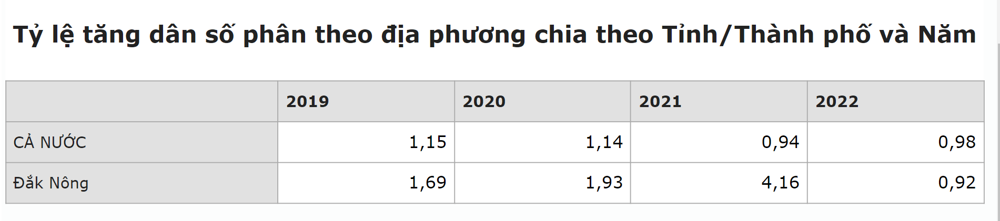 Tỷ lệ tăng dân số phân theo địa phương chia theo Tỉnh/Thành phố và Năm
2019 2020 2021 2022
CẢ NƯỚC 1,15 1,14 0,94 0,98
Đắk Nông 1,69 1,93 4,16 0,92